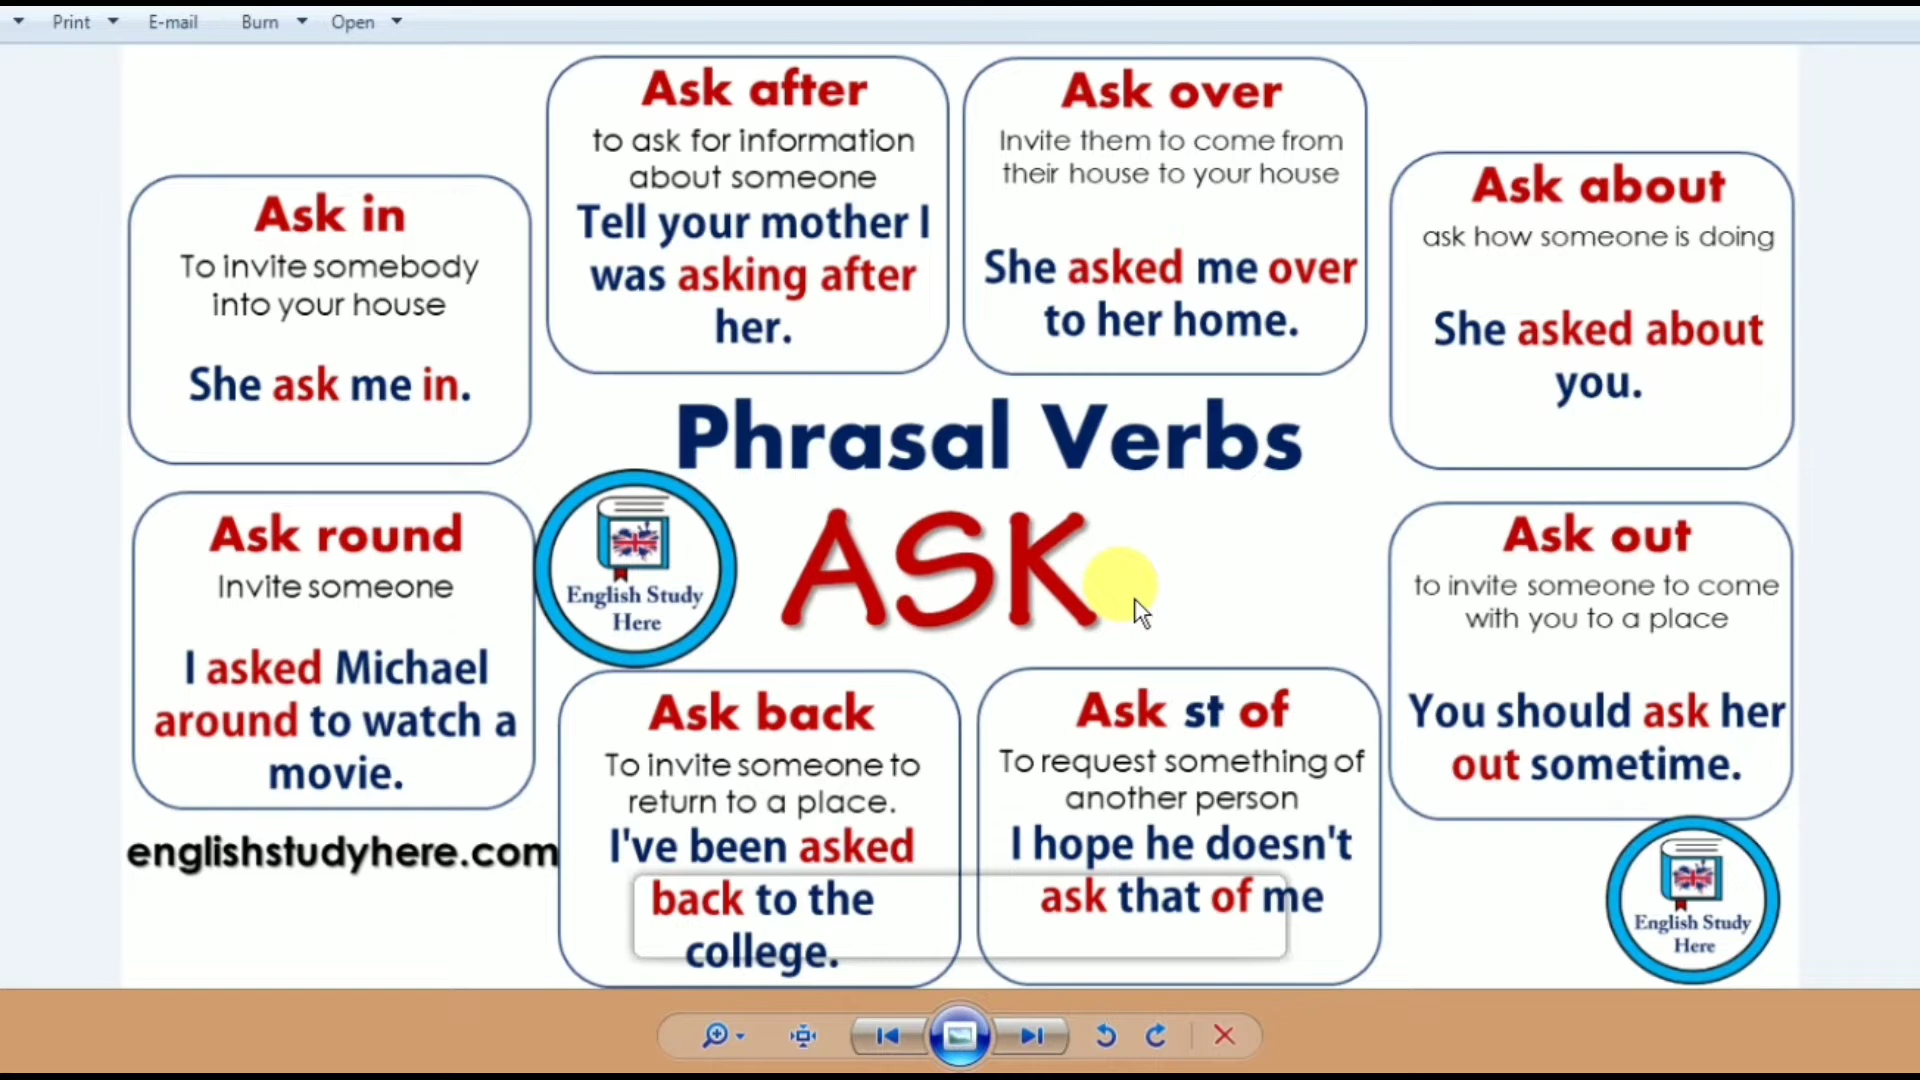 Print E-mail Burn Open
Ask after
to ask for information
about someone
Tell your mother I
was asking after
her.
Ask over
Invite them to come from
their house to your house
She asked me over
to her home.
Ask in
To invite somebody
into your house
She ask me in.
Ask about
ask how someone is doing
She asked about
you.
Phrasal Verbs
ASK
English Study
Here
Ask round
Invite someone
I asked Michael
around to watch a
movie.
Ask out
to invite someone to come
with you to a place
You should ask her
out sometime.
Ask back
To invite someone to
return to a place.
I've been asked
back to the
college.
Ask st of
To request something of
another person
I hope he doesn't
ask that of me
englishstudyhere.com
English Study
Here